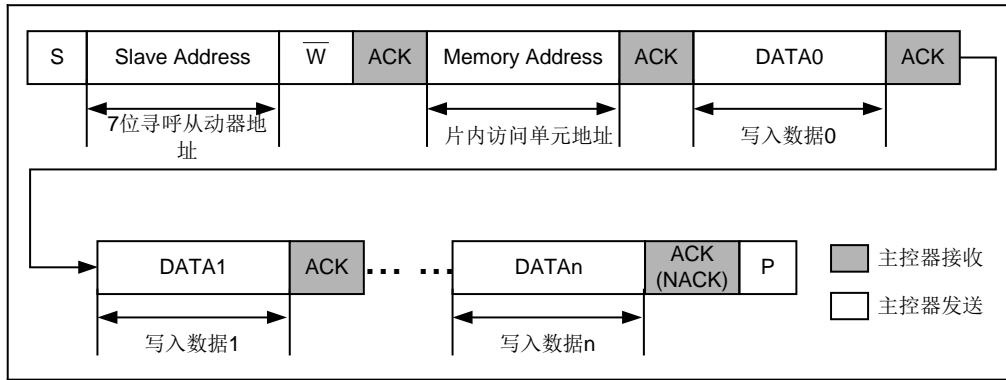 S Slave Address W̅ ACK Memory Address ACK DATA0 ACK
7位寻呼从动器地
址
片内访问单元地址
写入数据0
DATA1 ACK ... ... DATAn ACK
(NACK) P
主控器接收
主控器发送
写入数据1
写入数据n